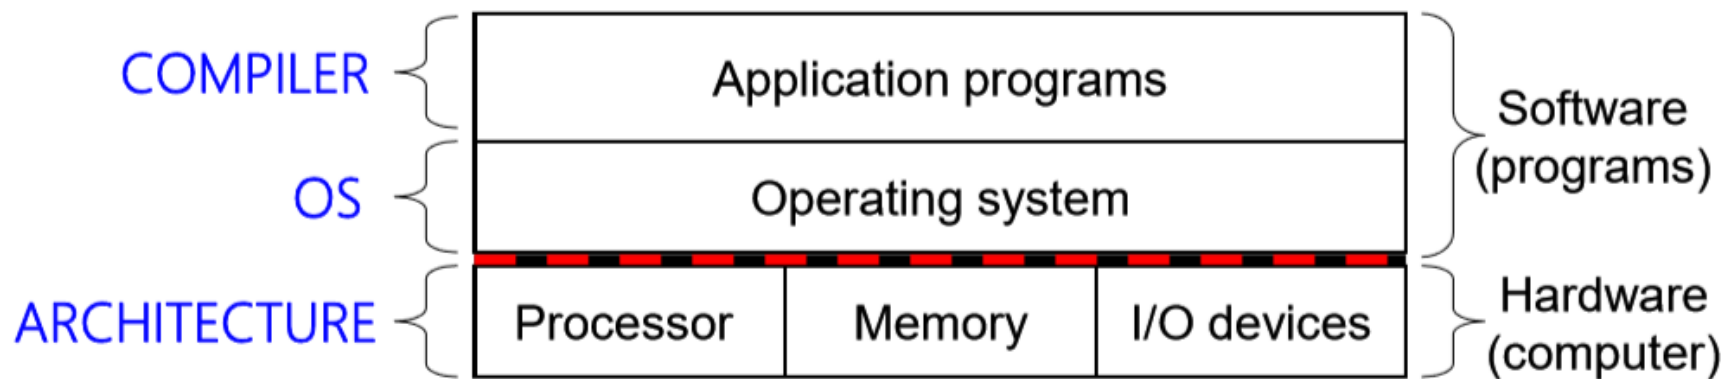 COMPILER
Application programs
Software
(programs)
OS
Operating system
ARCHITECTURE
Processor
Memory
I/O devices
Hardware
(computer)